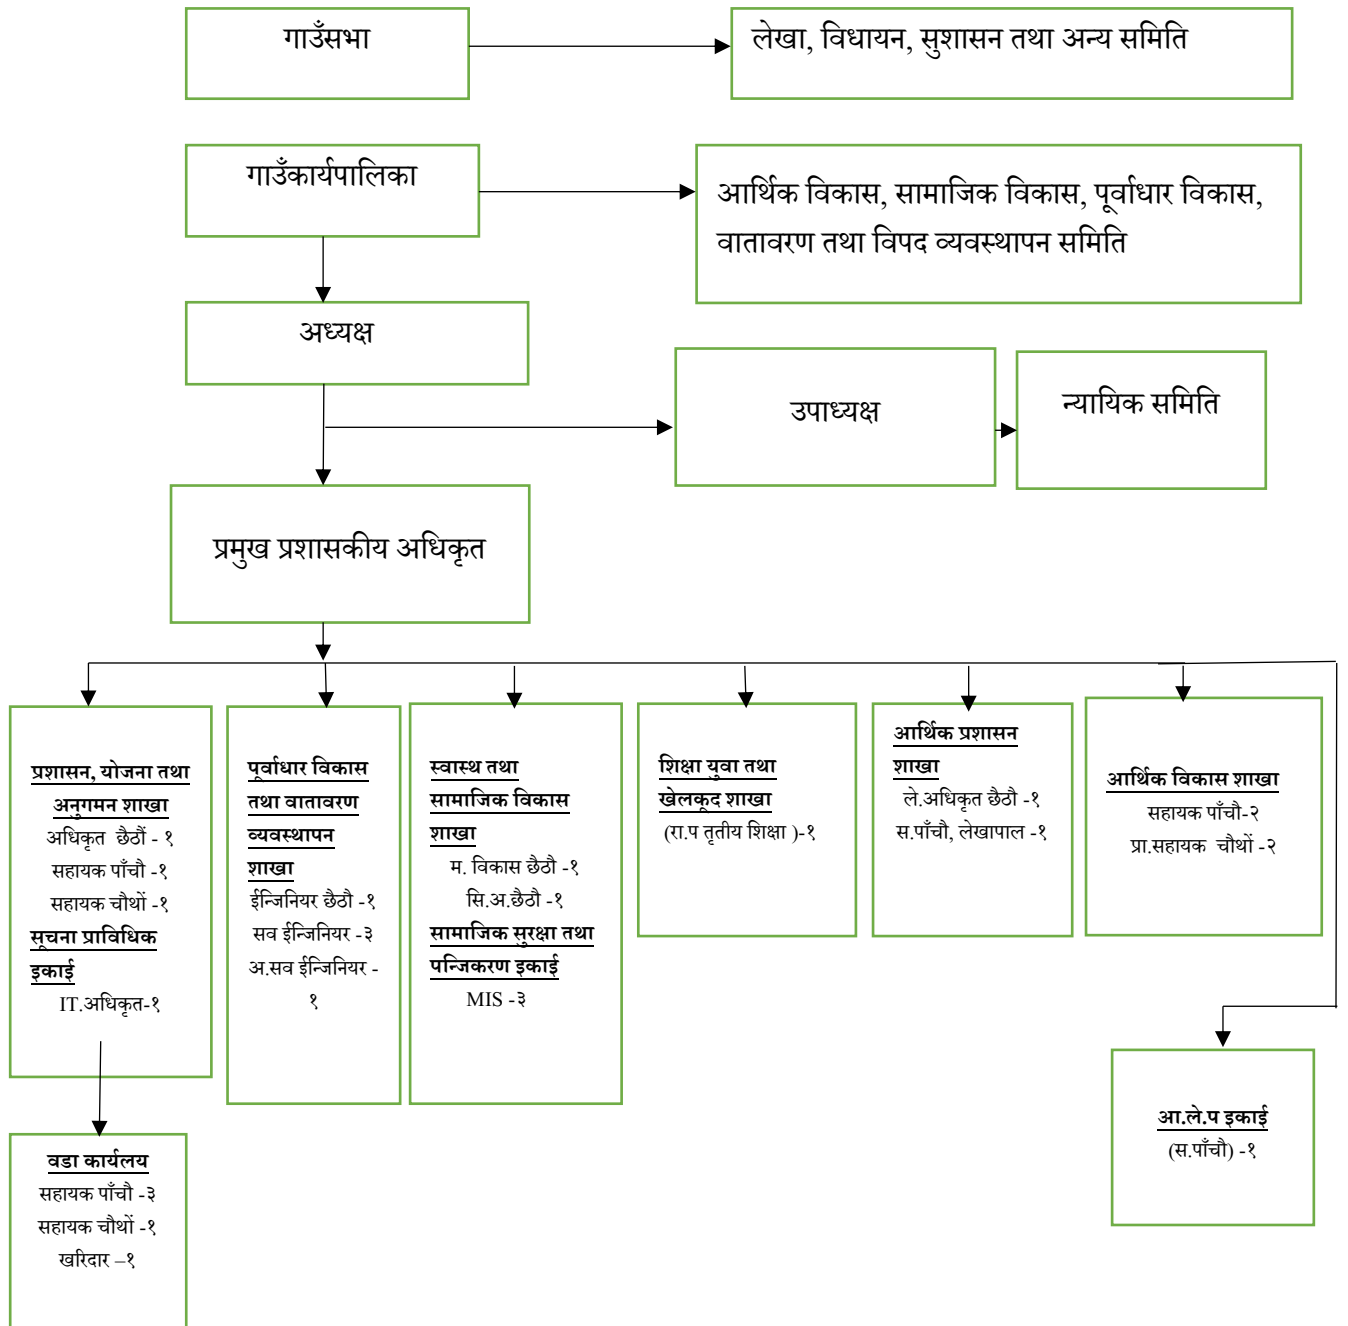 गाउँसभा
लेखा, विधायन, सुशासन तथा अन्य समिति
गाउँकार्यपालिका
आर्थिक विकास, सामाजिक विकास, पूर्वाधार विकास,
वातावरण तथा विपद व्यवस्थापन समिति
अध्यक्ष
उपाध्यक्ष
न्यायिक समिति
प्रमुख प्रशासकीय अधिकृत
प्रशासन, योजना तथा
अनुगमन शाखा
अधिकृत छैठौं - १
सहायक पाँचौ -१
सहायक चौथों -१
सूचना प्राविधिक
इकाई
IT.अधिकृत-१
पूर्वाधार विकास
तथा वातावरण
व्यवस्थापन
शाखा
ईन्जिनियर छैठौ -१
सव ईन्जिनियर -३
अ.सव ईन्जिनियर -
१
स्वास्थ तथा
सामाजिक विकास
शाखा
म. विकास छैठौ -१
सि.अ.छैठौ -१
सामाजिक सुरक्षा तथा
पन्जिकरण इकाई
MIS -३
शिक्षा युवा तथा
खेलकूद शाखा
(रा.प तृतीय शिक्षा )-१
आर्थिक प्रशासन
शाखा
ले.अधिकृत छैठौ -१
स.पाँचौ, लेखापाल -१
आर्थिक विकास शाखा
सहायक पाँचौ-२
प्रा.सहायक चौथों -२
वडा कार्यलय
सहायक पाँचौ -३
सहायक चौथों -१
खरिदार –१
आ.ले.प इकाई
(स.पाँचौ) -१